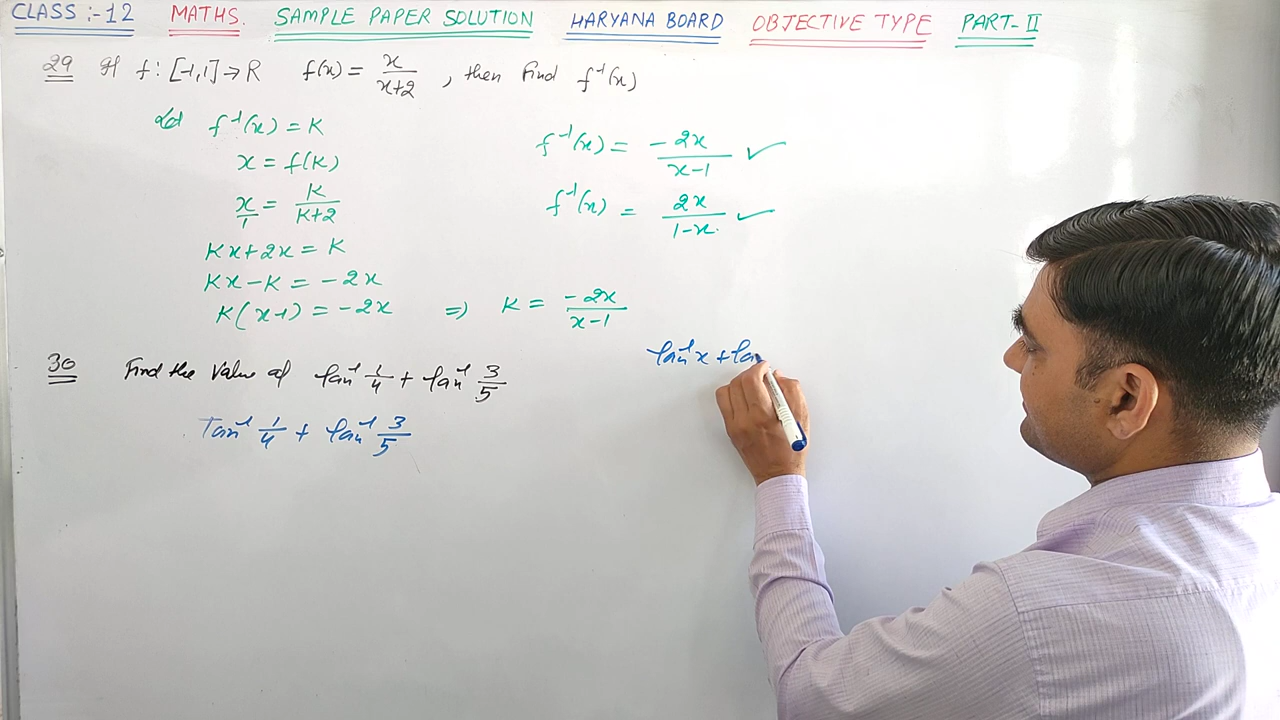 CLASS :-12 MATHS. SAMPLE PAPER SOLUTION HARYANA BOARD OBJECTIVE TYPE PART-II
29 If f: [-1,1] → R f(x) = x/(x+2) , then find f⁻¹(x)
Let f⁻¹(x) = K
x = f(K)
x/1 = K/(K+2)
Kx+2x = K
Kx-K = -2x
K(x-1) = -2x ⇒ K = -2x/(x-1)
f⁻¹(x) = -2x/(x-1) ✓
f⁻¹(x) = 2x/(1-x) ✓
30 Find the Value of tan⁻¹ 1/4 + tan⁻¹ 3/5
Tan⁻¹ 1/4 + tan⁻¹ 3/5
tan⁻¹ x + tan